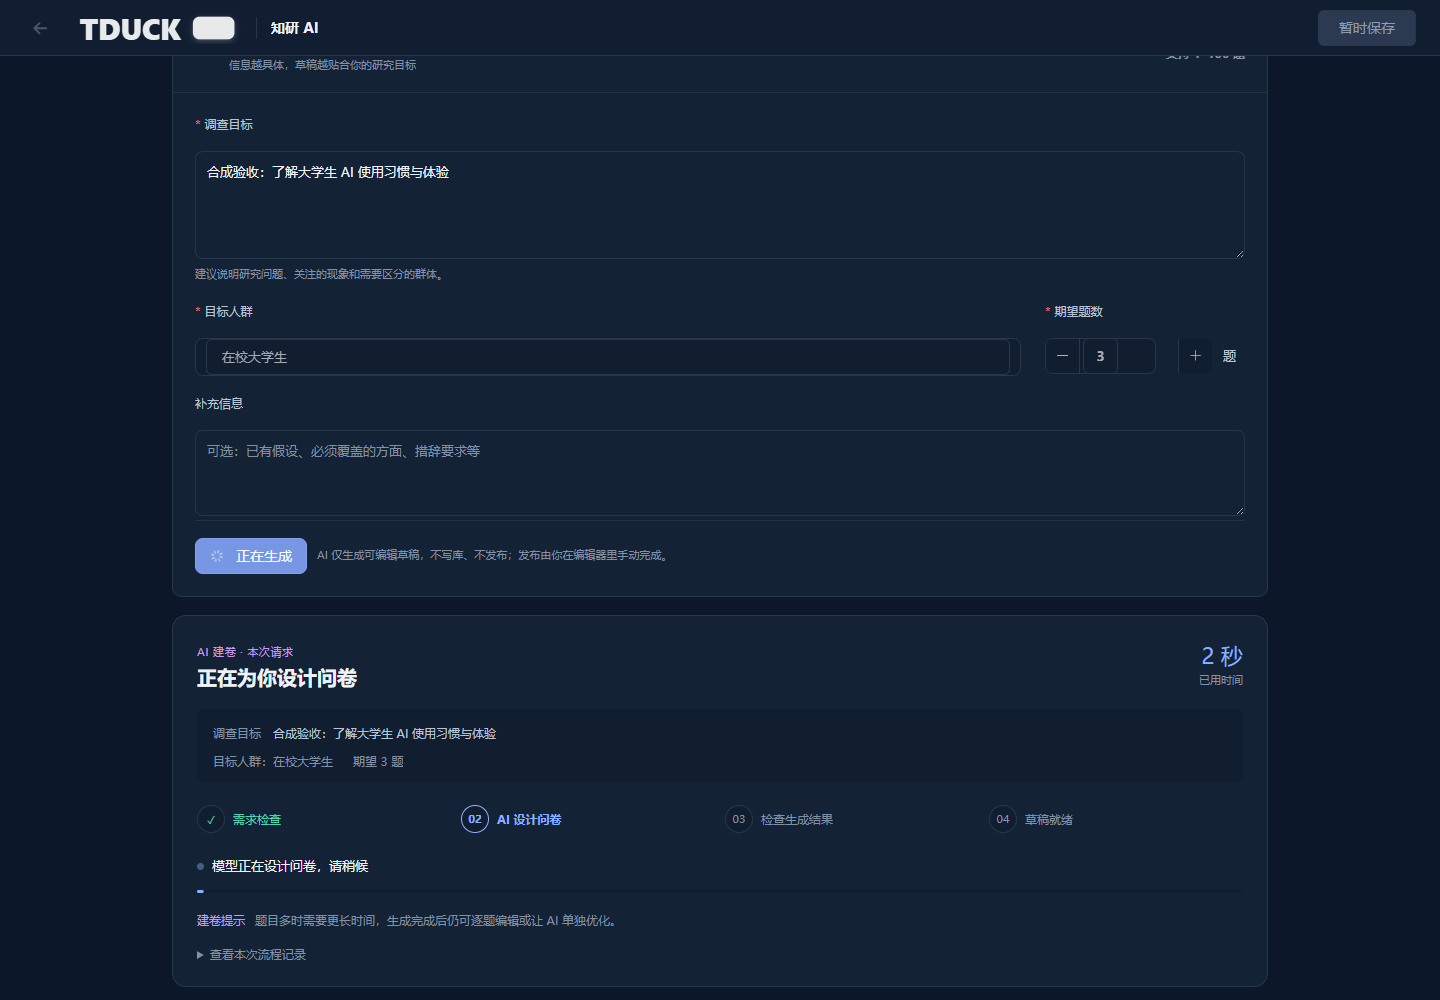 TDUCK
知研 AI
暂时保存
信息越具体，草稿越贴合你的研究目标
* 调查目标
合成验收：了解大学生 AI 使用习惯与体验
建议说明研究问题、关注的现象和需要区分的群体。
* 目标人群
* 期望题数
在校大学生
3
题
补充信息
可选：已有假设、必须覆盖的方面、措辞要求等
正在生成
AI 仅生成可编辑草稿，不写库、不发布；发布由你在编辑器里手动完成。
AI 建卷 · 本次请求
正在为你设计问卷
2 秒
已用时间
调查目标 合成验收：了解大学生 AI 使用习惯与体验
目标人群：在校大学生 期望 3 题
✓ 需求检查
02 AI 设计问卷
03 检查生成结果
04 草稿就绪
模型正在设计问卷，请稍候
建卷提示 题目多时需要更长时间，生成完成后仍可逐题编辑或让 AI 单独优化。
查看本次流程记录